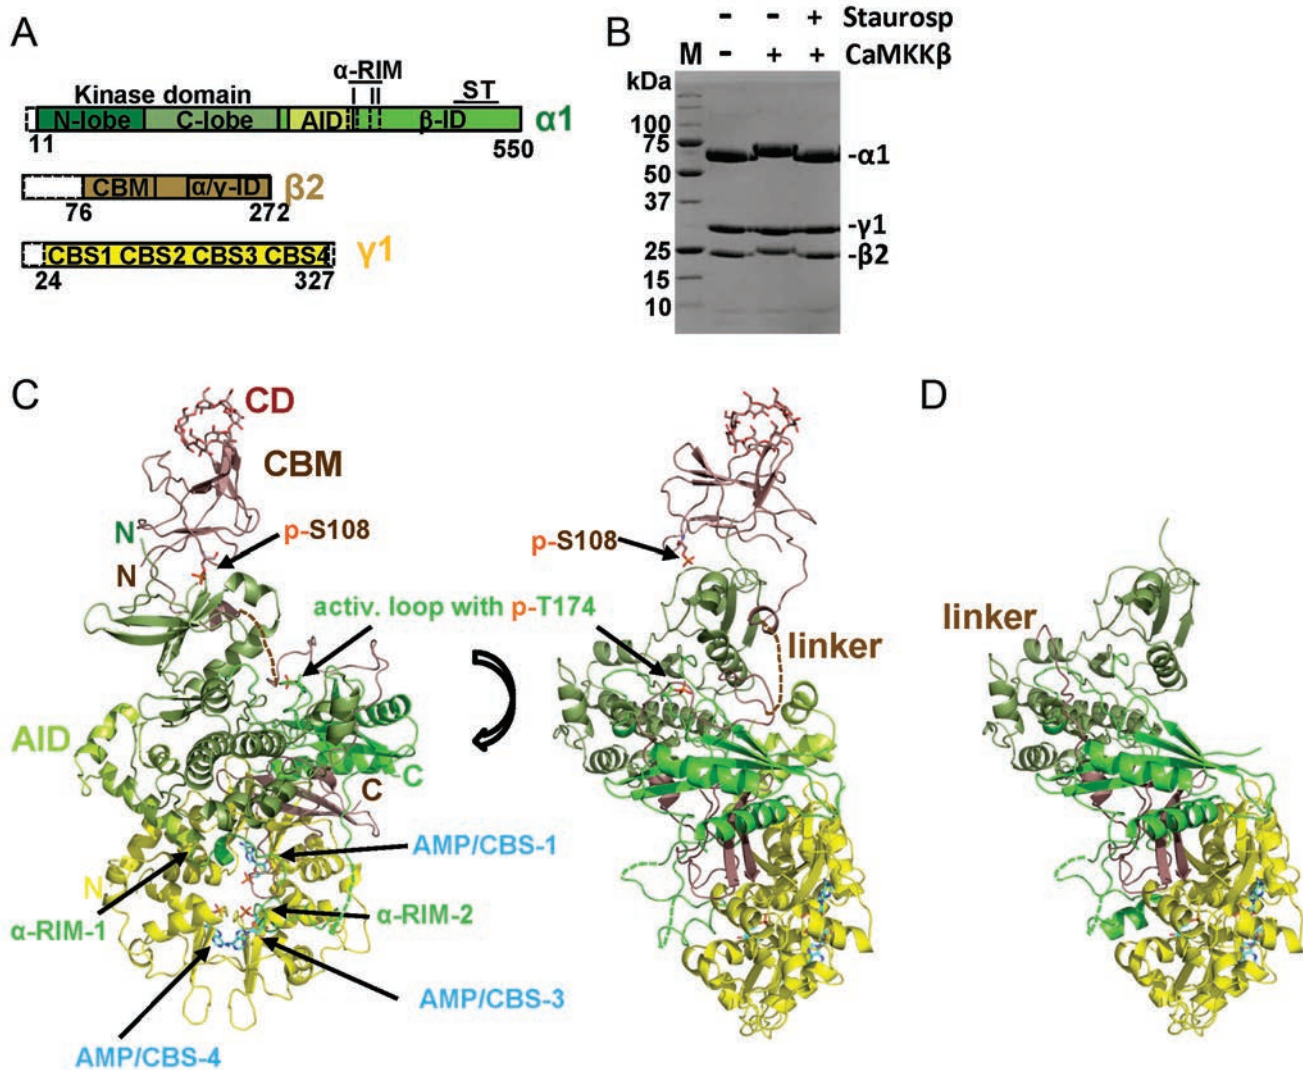 A
α-RIM
I II
ST
Kinase domain
N-lobe C-lobe AID β-ID α1
11 550
CBM α/γ-ID β2
76 272
CBS1 CBS2 CBS3 CBS4 γ1
24 327
B
- - + Staurosp
M - + + CaMKKβ
kDa
100
75
50
37
25
15
10
-α1
-γ1
-β2
C
CD
CBM
N
N
p-S108
activ. loop with p-T174
AID
C
C
N
AMP/CBS-1
α-RIM-1
α-RIM-2
AMP/CBS-3
AMP/CBS-4
p-S108
linker
D
linker